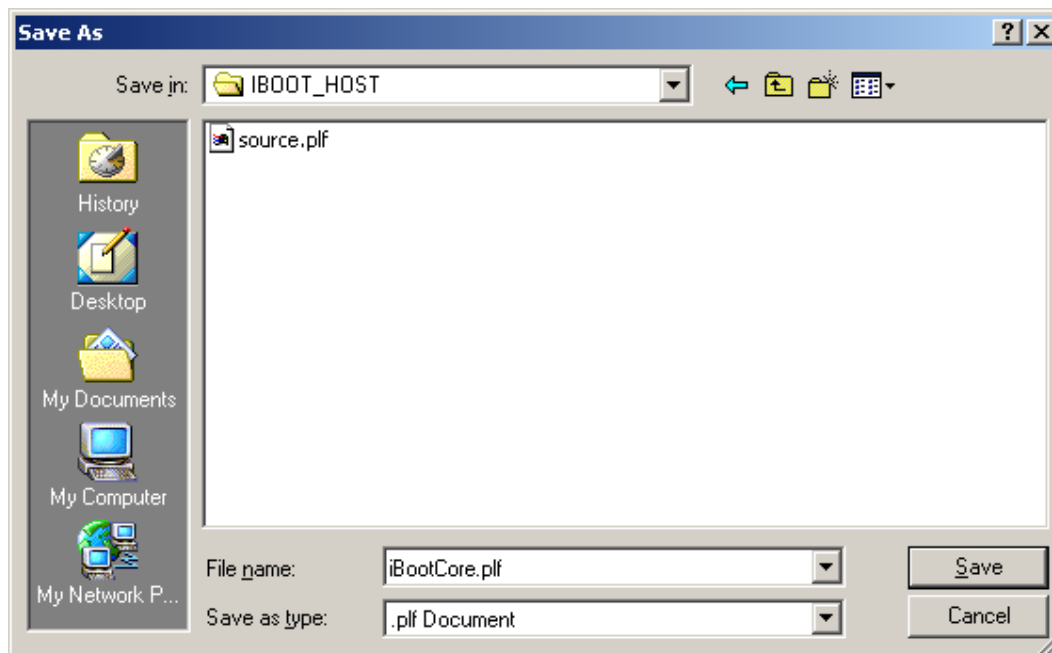 Save As
Save in: IBOOT_HOST
source.plf
History
Desktop
My Documents
My Computer
My Network P...
File name: iBootCore.plf Save
Save as type: .plf Document Cancel